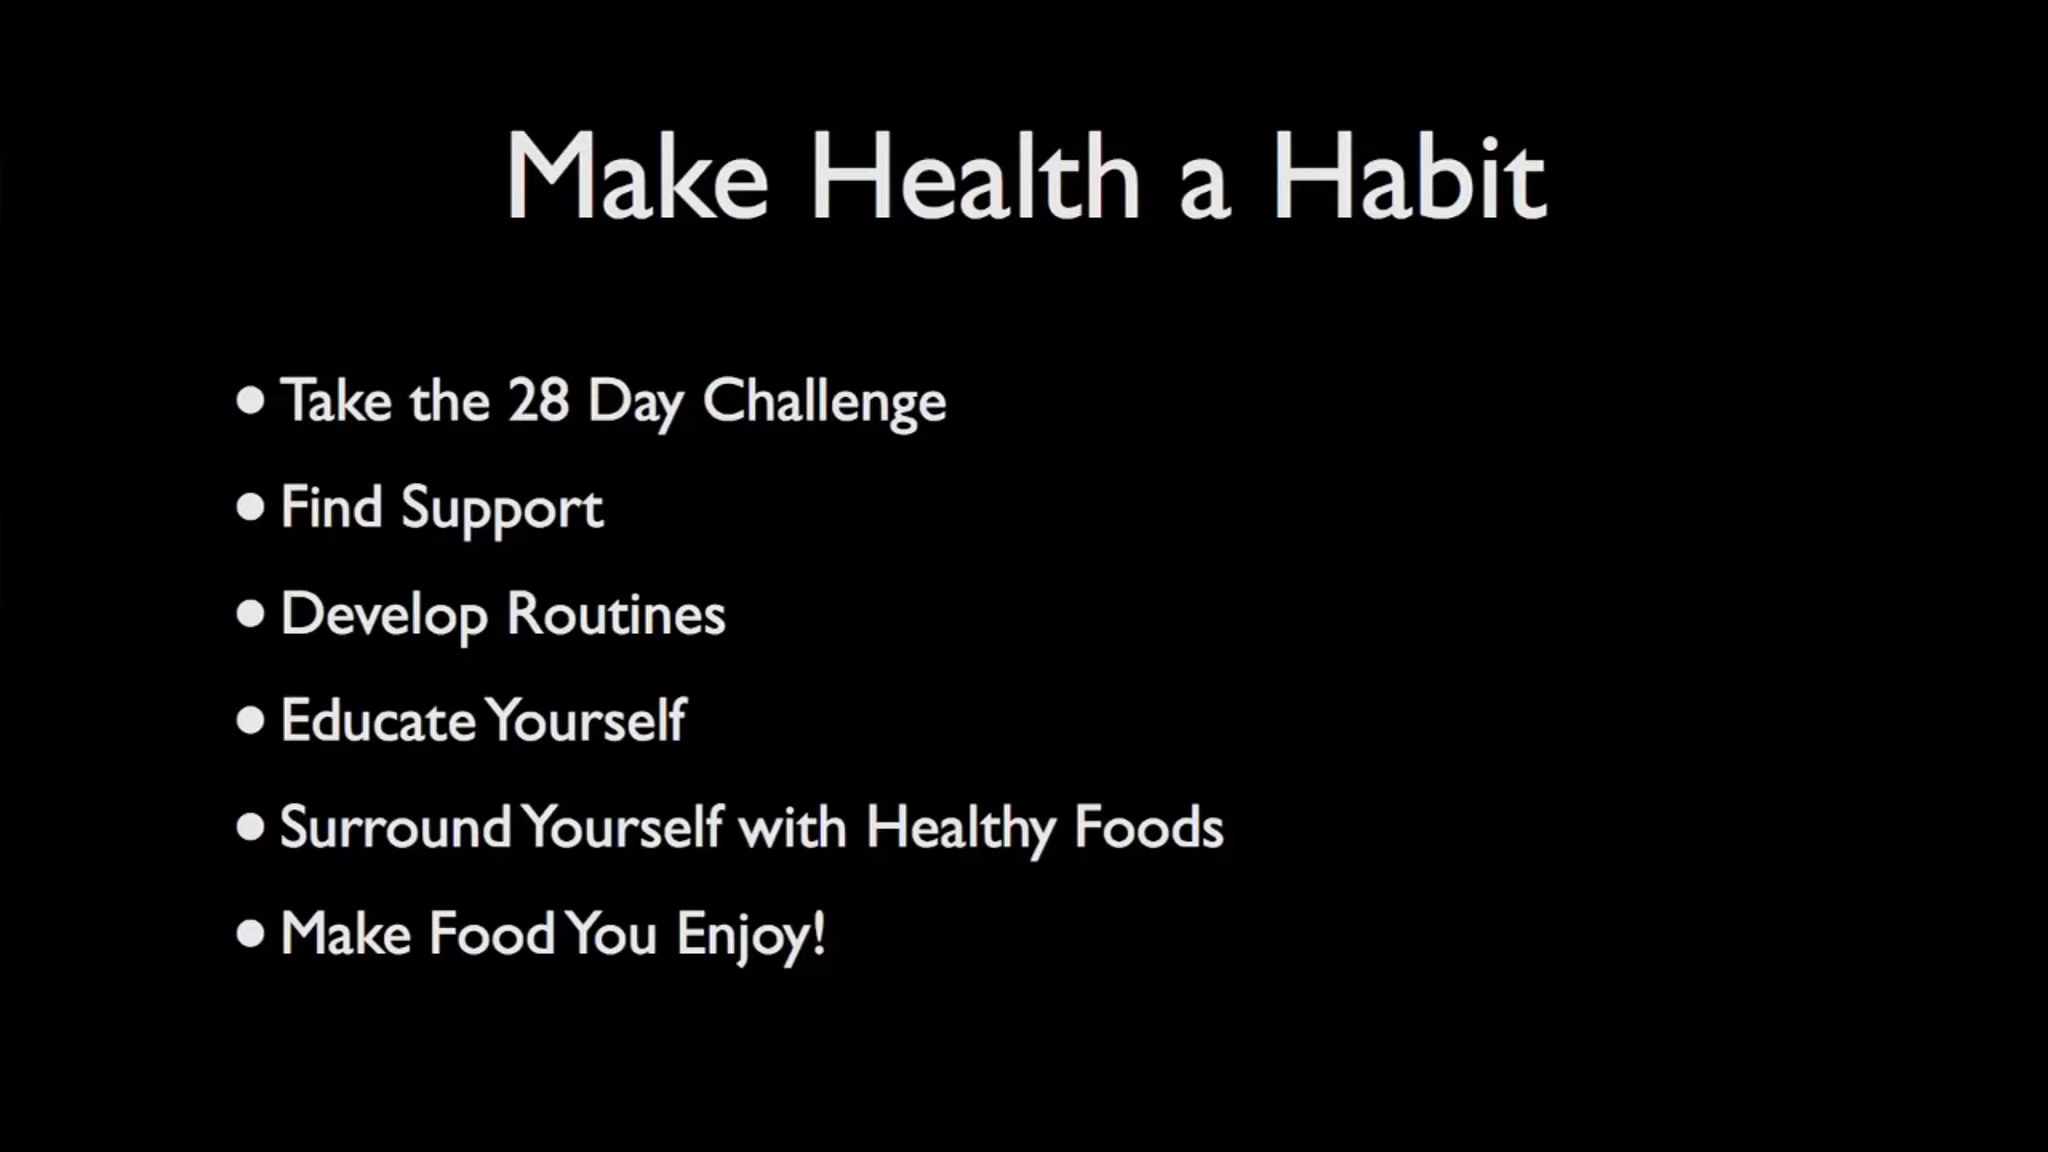 Make Health a Habit
• Take the 28 Day Challenge
• Find Support
• Develop Routines
• Educate Yourself
• Surround Yourself with Healthy Foods
• Make Food You Enjoy!